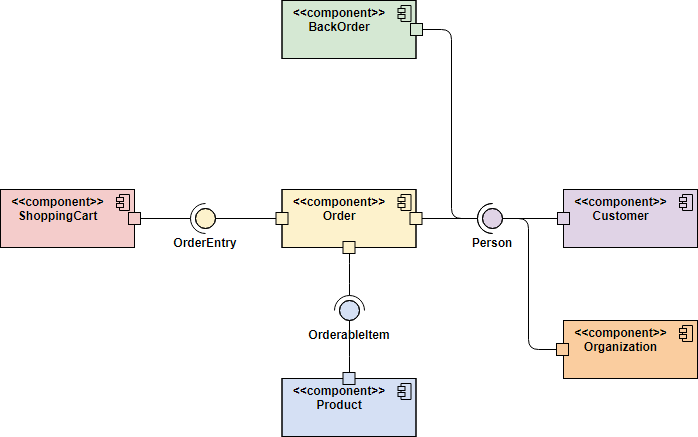 <<component>>
BackOrder
<<component>>
ShoppingCart
<<component>>
Order
<<component>>
Customer
OrderEntry
Person
<<component>>
Organization
OrderableItem
<<component>>
Product